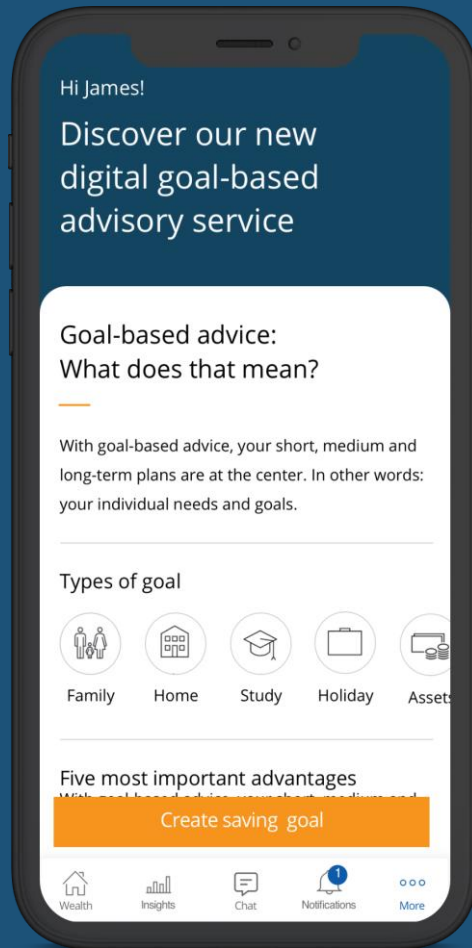 Hi James!
Discover our new
digital goal-based
advisory service
Goal-based advice:
What does that mean?
With goal-based advice, your short, medium and
long-term plans are at the center. In other words:
your individual needs and goals.
Types of goal
Family Home Study Holiday Assets
Five most important advantages
Create saving goal
1
Wealth Insights Chat Notifications More